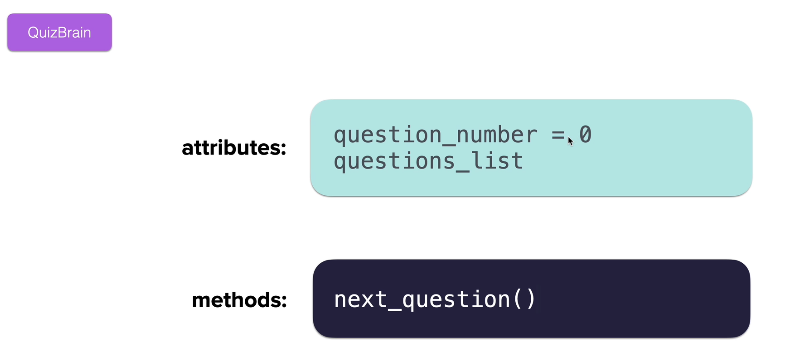 QuizBrain
attributes:
question_number = 0
questions_list
methods:
next_question()